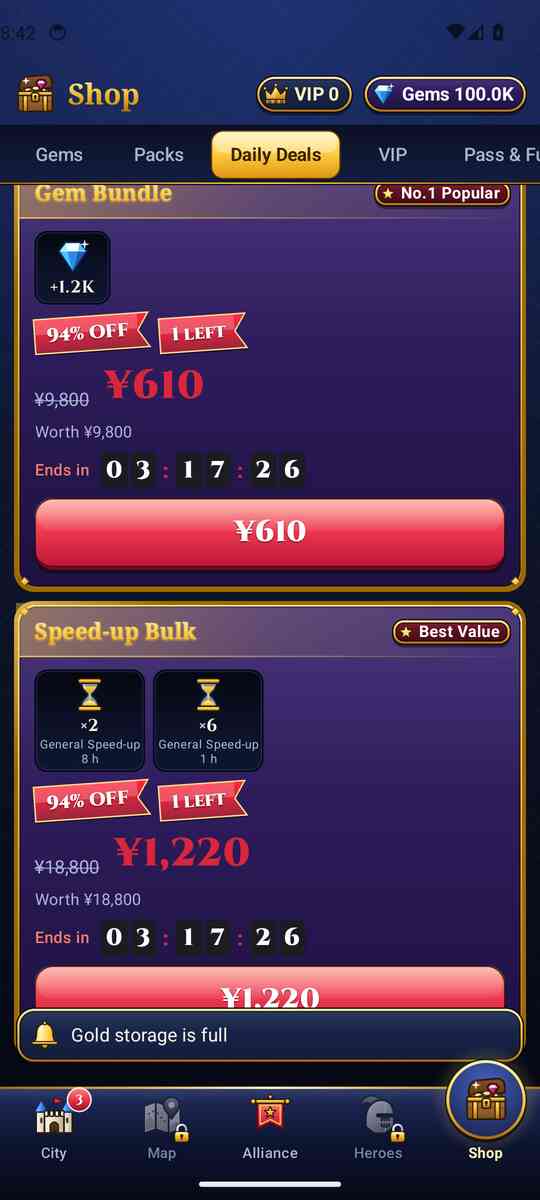 8:42
Shop
VIP 0
Gems 100.0K
Gems
Packs
Daily Deals
VIP
Pass & Fu
Gem Bundle
No.1 Popular
+1.2K
94% OFF
1 LEFT
¥9,800
¥610
Worth ¥9,800
Ends in 03:17:26
¥610
Speed-up Bulk
Best Value
×2
General Speed-up
8 h
×6
General Speed-up
1 h
94% OFF
1 LEFT
¥18,800
¥1,220
Worth ¥18,800
Ends in 03:17:26
¥1,220
Gold storage is full
3
City
Map
Alliance
Heroes
Shop